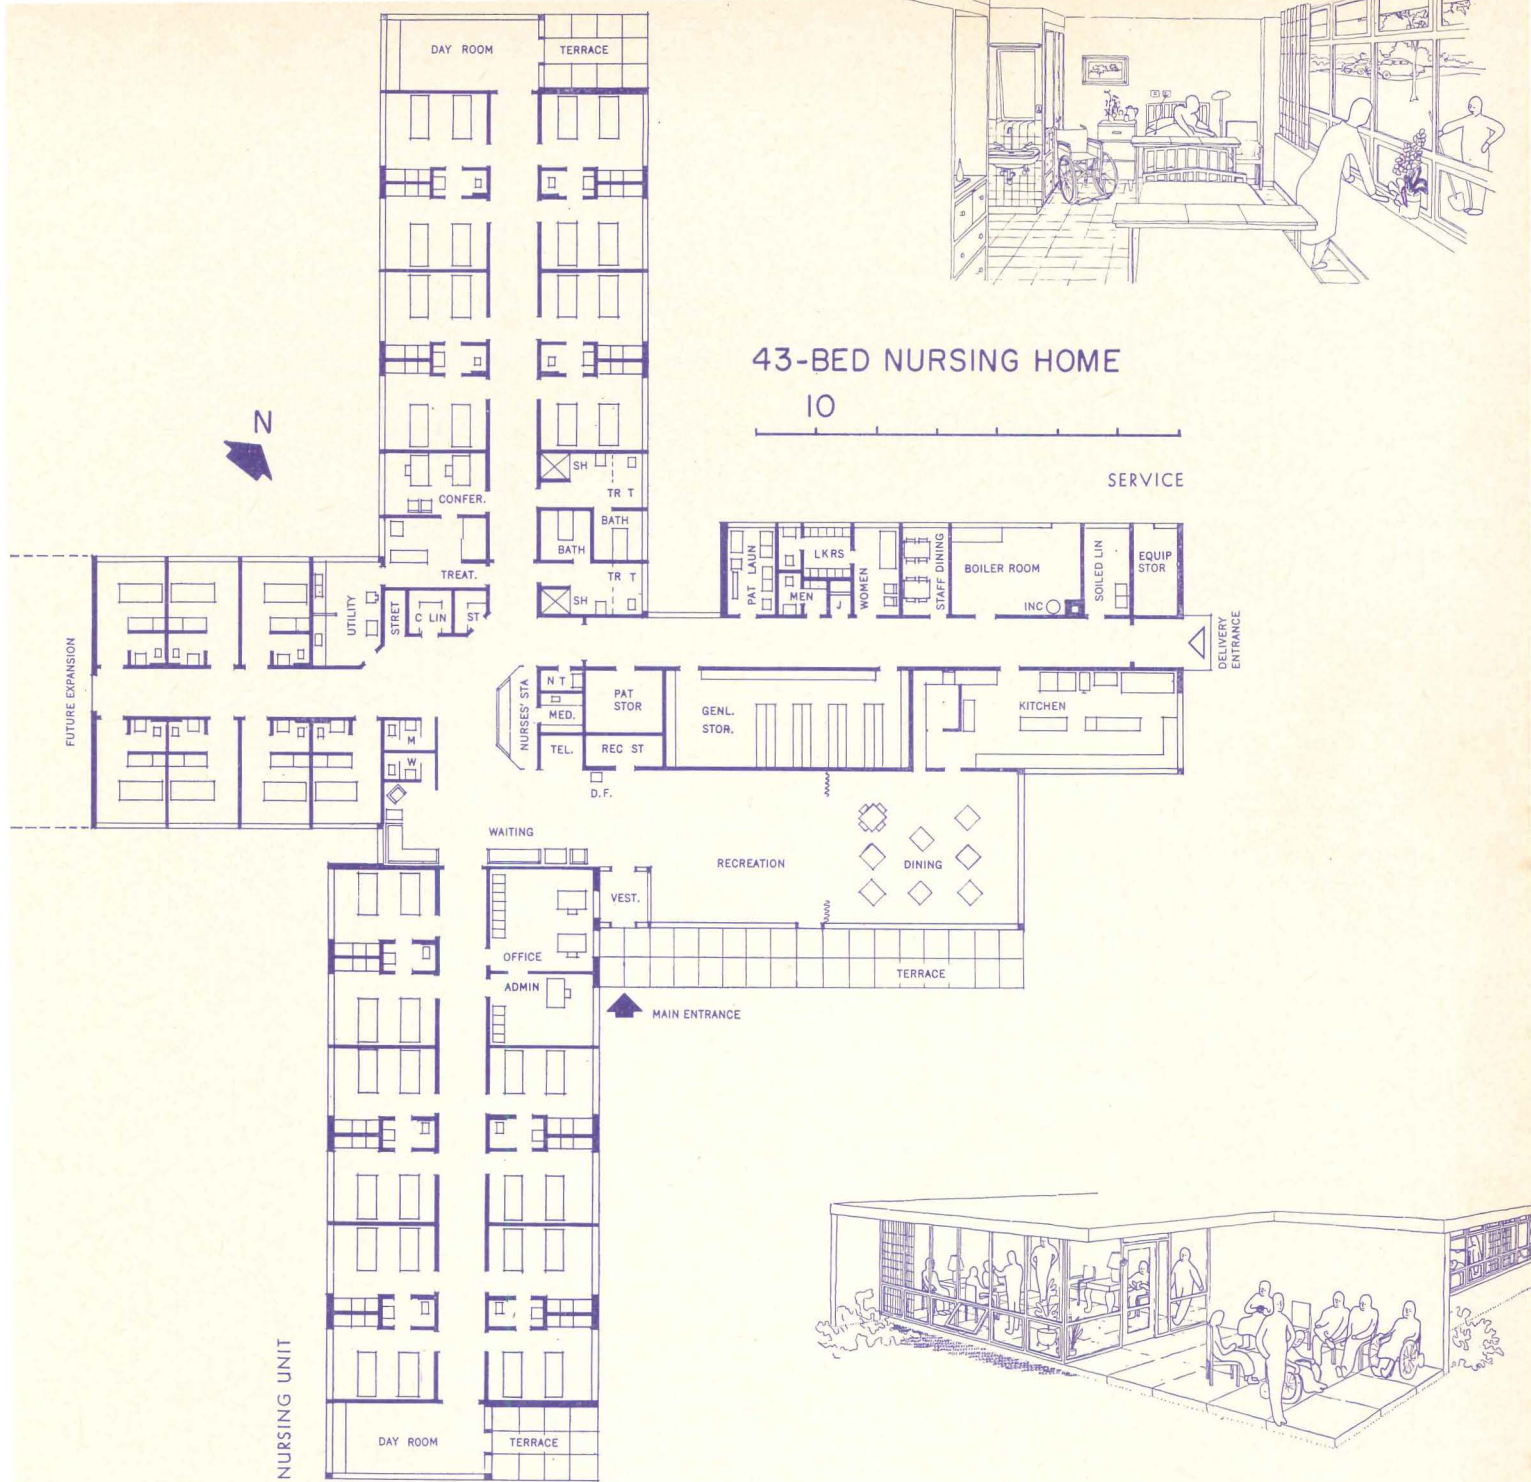 DAY ROOM
TERRACE
43-BED NURSING HOME
10
N
SERVICE
CONFER.
SH
TR T
BATH
BATH
TREAT.
SH
TR T
UTILITY
STRET
C LIN
ST
PAT LAUN
LKRS
MEN
J
WOMEN
STAFF DINING
BOILER ROOM
INC
SOILED LIN
EQUIP
STOR
DELIVERY
ENTRANCE
FUTURE EXPANSION
NURSES' STA
N T
MED.
TEL.
PAT
STOR
REC ST
D.F.
GENL.
STOR.
KITCHEN
M
W
WAITING
RECREATION
DINING
VEST.
OFFICE
ADMIN
TERRACE
MAIN ENTRANCE
NURSING UNIT
DAY ROOM
TERRACE